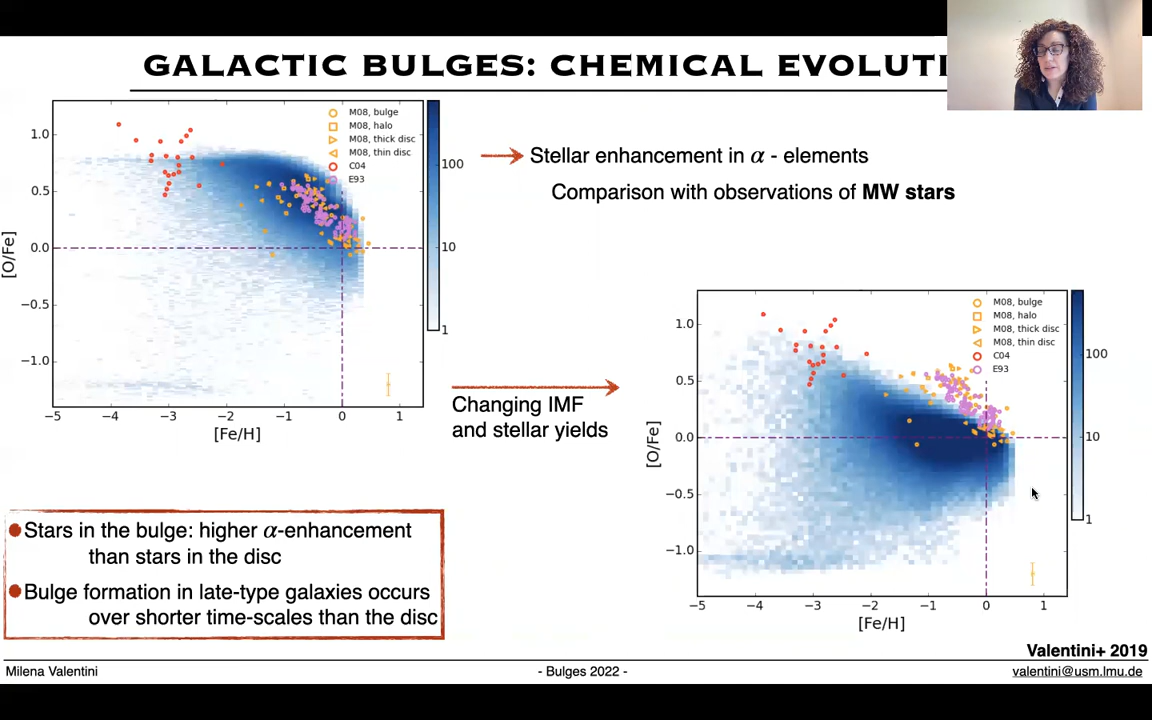 GALACTIC BULGES: CHEMICAL EVOLUTI
M08, bulge
M08, halo
M08, thick disc
M08, thin disc
C04
E93
1.0
0.5
0.0
−0.5
−1.0
[O/Fe]
−5 −4 −3 −2 −1 0 1
[Fe/H]
100
10
1
Stellar enhancement in α - elements
Comparison with observations of MW stars
Changing IMF
and stellar yields
M08, bulge
M08, halo
M08, thick disc
M08, thin disc
C04
E93
1.0
0.5
0.0
−0.5
−1.0
[O/Fe]
−5 −4 −3 −2 −1 0 1
[Fe/H]
100
10
1
Stars in the bulge: higher α-enhancement
than stars in the disc
Bulge formation in late-type galaxies occurs
over shorter time-scales than the disc
Valentini+ 2019
Milena Valentini
- Bulges 2022 -
valentini@usm.lmu.de